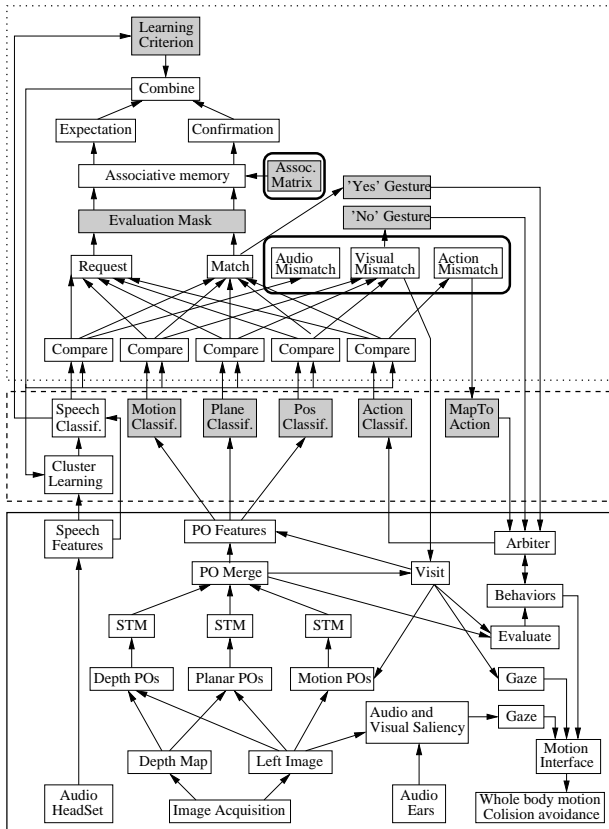 Learning
Criterion
Combine
Expectation
Confirmation
Associative memory
Assoc.
Matrix
'Yes' Gesture
Evaluation Mask
'No' Gesture
Request
Match
Audio
Mismatch
Visual
Mismatch
Action
Mismatch
Compare
Compare
Compare
Compare
Compare
Speech
Classif.
Motion
Classif.
Plane
Classif.
Pos
Classif.
Action
Classif.
MapTo
Action
Cluster
Learning
Speech
Features
PO Features
Arbiter
PO Merge
Visit
Behaviors
STM
STM
STM
Evaluate
Depth POs
Planar POs
Motion POs
Gaze
Audio and
Visual Saliency
Gaze
Depth Map
Left Image
Motion
Interface
Audio
HeadSet
Image Acquisition
Audio
Ears
Whole body motion
Colision avoidance